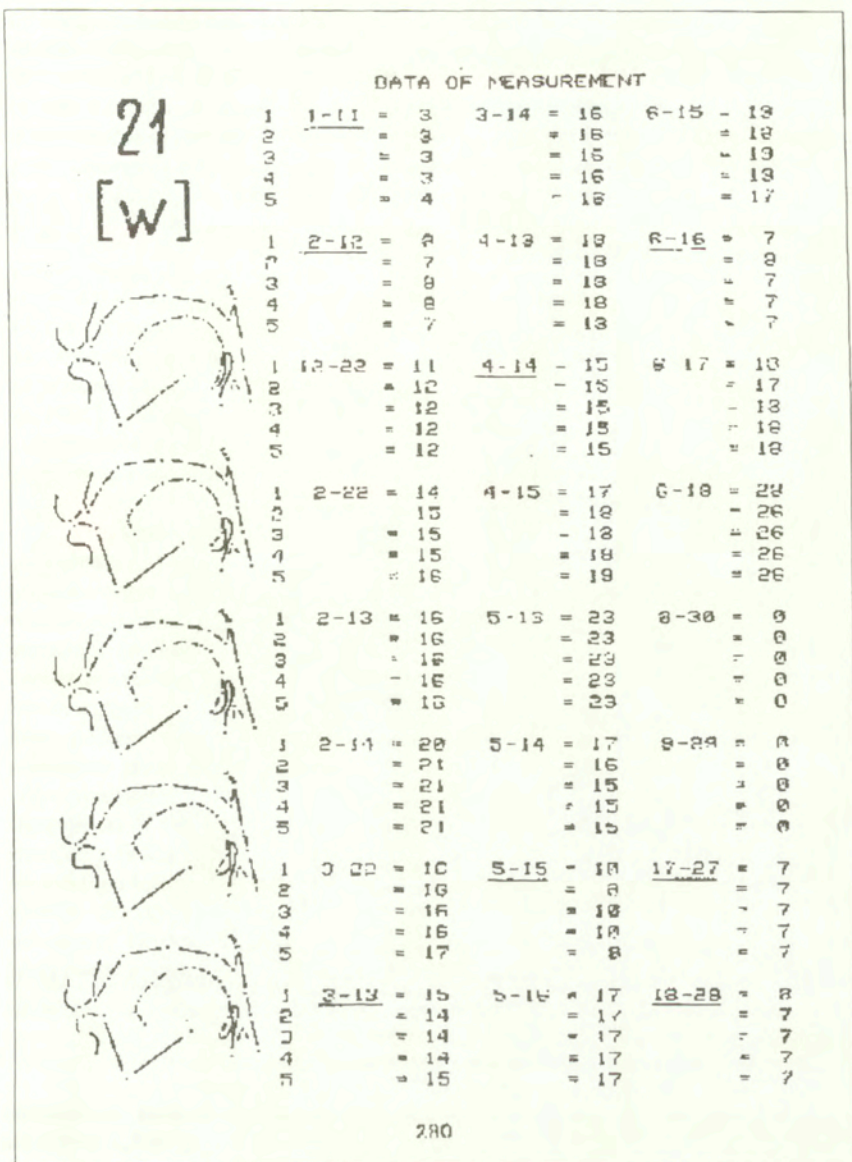 DATA OF MEASUREMENT
21
[w]
1 1-11 = 3 3-14 = 16 6-15 - 19
2 = 3 = 16 = 18
3 = 3 = 16 = 19
4 = 3 = 16 = 19
5 = 4 - 16 = 17
1 2-12 = 8 4-13 = 18 6-16 = 7
2 = 7 = 18 = 8
3 = 8 = 18 = 7
4 = 8 = 18 = 7
5 = 7 = 18 = 7
1 12-22 = 11 4-14 - 15 6 17 = 18
2 = 12 - 15 = 17
3 = 12 = 15 - 18
4 = 12 = 15 - 18
5 = 12 = 15 = 18
1 2-22 = 14 4-15 = 17 6-18 = 28
2 15 = 18 - 26
3 = 15 - 18 = 26
4 = 15 = 18 = 26
5 = 16 = 19 = 26
1 2-13 = 16 5-13 = 23 8-30 = 0
2 = 16 = 23 = 0
3 - 16 = 23 = 0
4 - 16 = 23 = 0
5 = 16 = 23 = 0
1 2-14 = 20 5-14 = 17 9-29 = 0
2 = 21 = 16 = 0
3 = 21 = 15 = 0
4 = 21 = 15 = 0
5 = 21 = 15 = 0
1 = 16 5-15 - 10 17-27 = 7
2 = 16 = 8 = 7
3 = 16 = 10 - 7
4 = 16 = 10 - 7
5 = 17 = 8 = 7
1 3-13 = 15 5-16 = 17 18-28 = 8
2 = 14 = 17 = 7
3 = 14 - 17 - 7
4 = 14 = 17 = 7
5 = 15 = 17 = 7
280